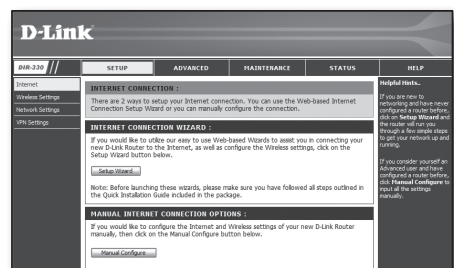 D-Link
DIR-330
SETUP
ADVANCED
MAINTENANCE
STATUS
HELP
Internet
Wireless Settings
Network Settings
VPN Settings
INTERNET CONNECTION :
There are 2 ways to setup your Internet connection. You can use the Web-based Internet
Connection Setup Wizard or you can manually configure the connection.
INTERNET CONNECTION WIZARD :
If you would like to utilize our easy to use Web-based Wizards to assist you in connecting your
new D-Link Router to the Internet, as well as configure the Wireless settings, click on the
Setup Wizard button below.
Setup Wizard
Note: Before launching these wizards, please make sure you have followed all steps outlined in
the Quick Installation Guide included in the package.
MANUAL INTERNET CONNECTION OPTIONS :
If you would like to configure the Internet and Wireless settings of your new D-Link Router
manually, then click on the Manual Configure button below.
Manual Configure
Helpful Hints..
If you are new to
networking and have never
configured a router before,
click on Setup Wizard and
the router will run you
through a few simple steps
to get your network up and
running.
If you consider yourself an
Advanced user and have
configured a router before,
click Manual Configure to
input all the settings
manually.